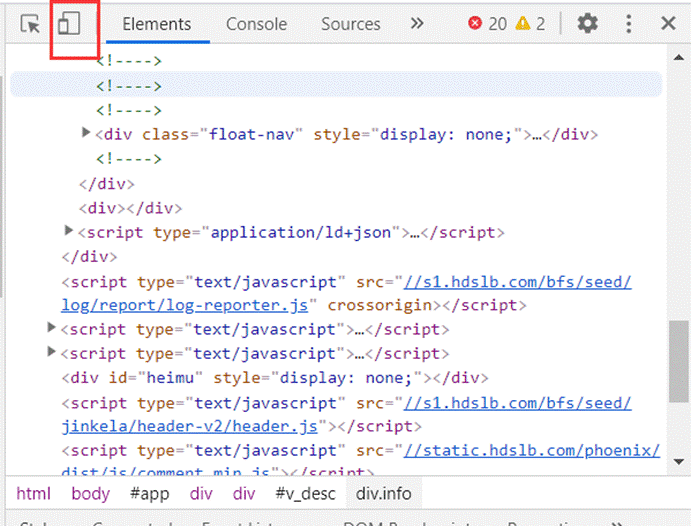 Elements Console Sources » 20 2
<!---->
<!---->
<!---->
<div class="float-nav" style="display: none;">…</div>
<!---->
</div>
<div></div>
<script type="application/ld+json">…</script>
</div>
<script type="text/javascript" src="//s1.hdslb.com/bfs/seed/
log/report/log-reporter.js" crossorigin></script>
<script type="text/javascript">…</script>
<script type="text/javascript">…</script>
<div id="heimu" style="display: none;"></div>
<script type="text/javascript" src="//s1.hdslb.com/bfs/seed/
jinkela/header-v2/header.js"></script>
<script type="text/javascript" src="//static.hdslb.com/phoenix/
dist/js/comment.min.js"></script>
html body #app div div #v_desc div.info